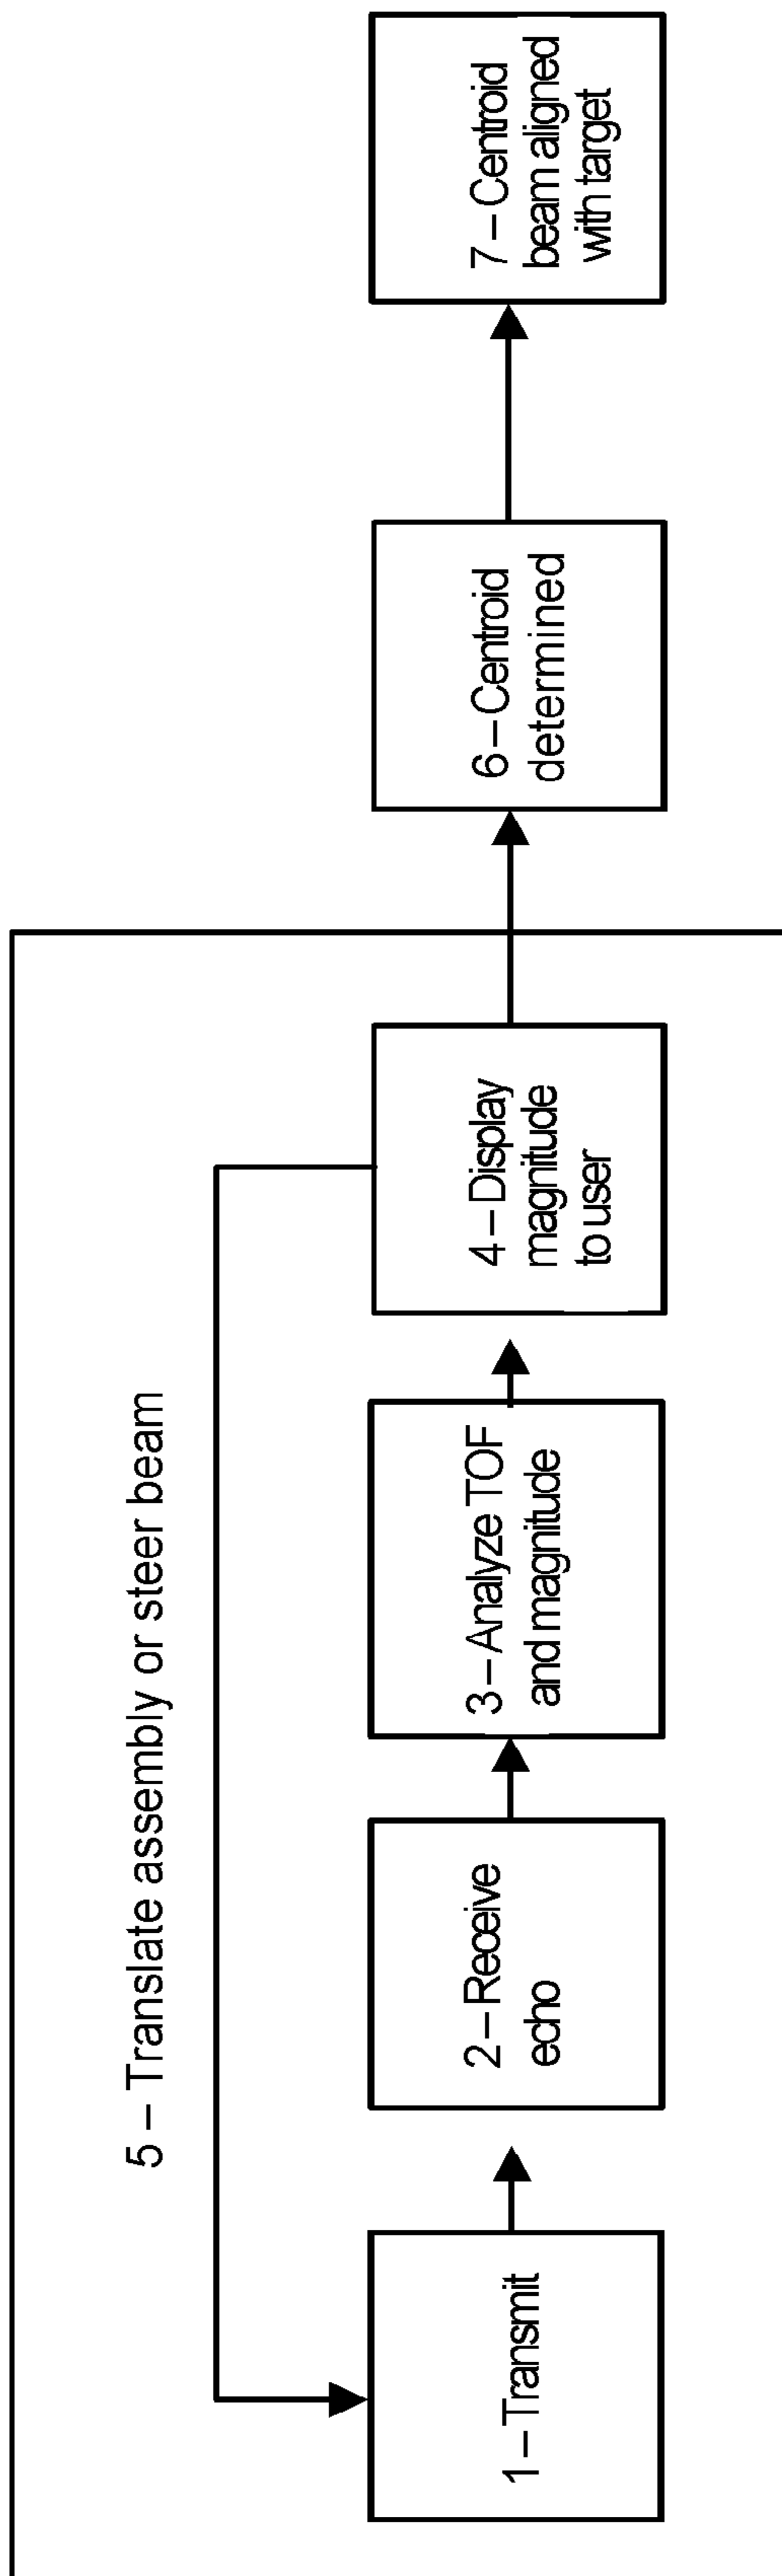 5 – Translate assembly or steer beam
1 – Transmit
2 – Receive
echo
3 – Analyze TOF
and magnitude
4 – Display
magnitude
to user
6 – Centroid
determined
7 – Centroid
beam aligned
with target